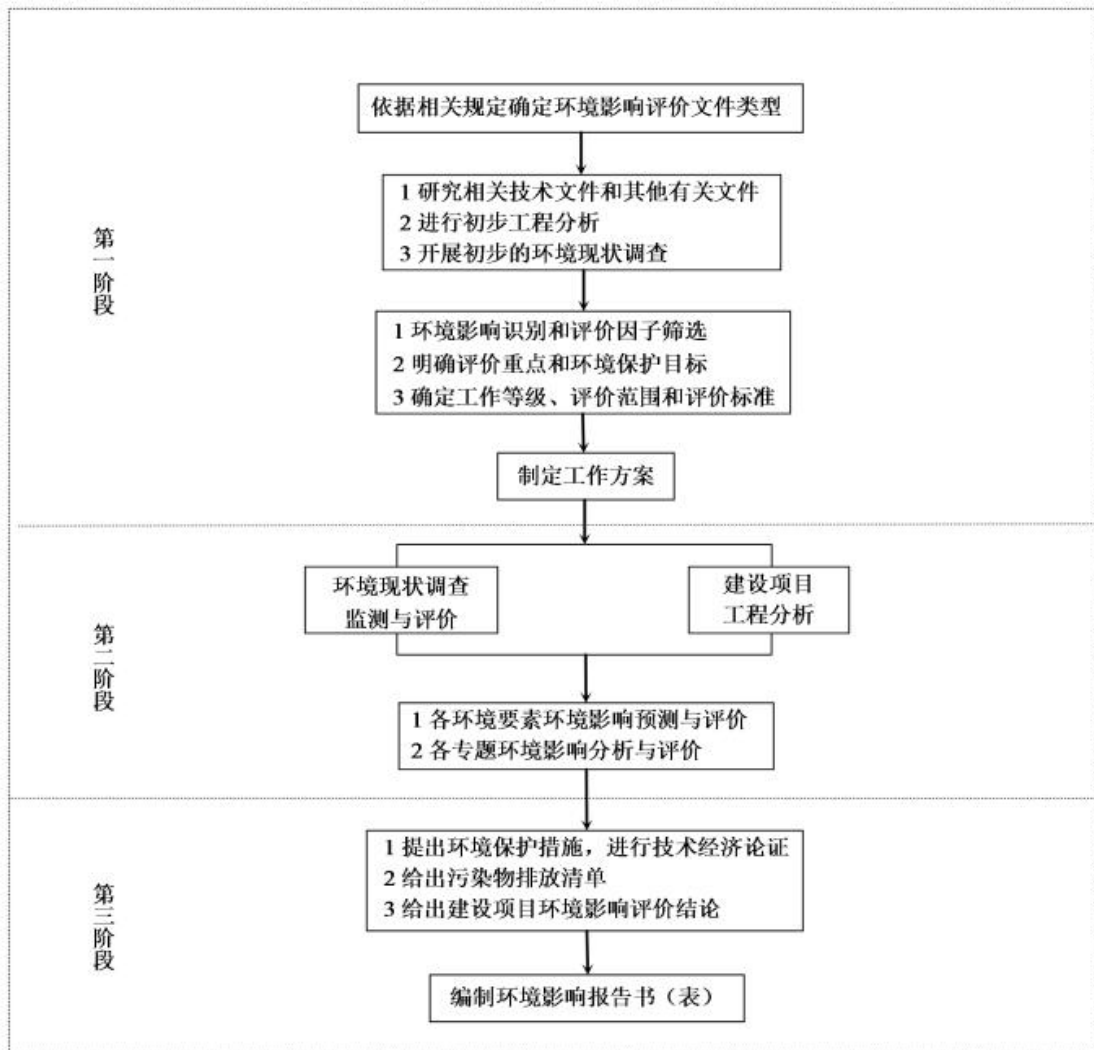 依据相关规定确定环境影响评价文件类型
1 研究相关技术文件和其他有关文件
2 进行初步工程分析
3 开展初步的环境现状调查
第一阶段
1 环境影响识别和评价因子筛选
2 明确评价重点和环境保护目标
3 确定工作等级、评价范围和评价标准
制定工作方案
环境现状调查
监测与评价
建设项目
工程分析
第二阶段
1 各环境要素环境影响预测与评价
2 各专题环境影响分析与评价
1 提出环境保护措施，进行技术经济论证
2 给出污染物排放清单
3 给出建设项目环境影响评价结论
第三阶段
编制环境影响报告书（表）